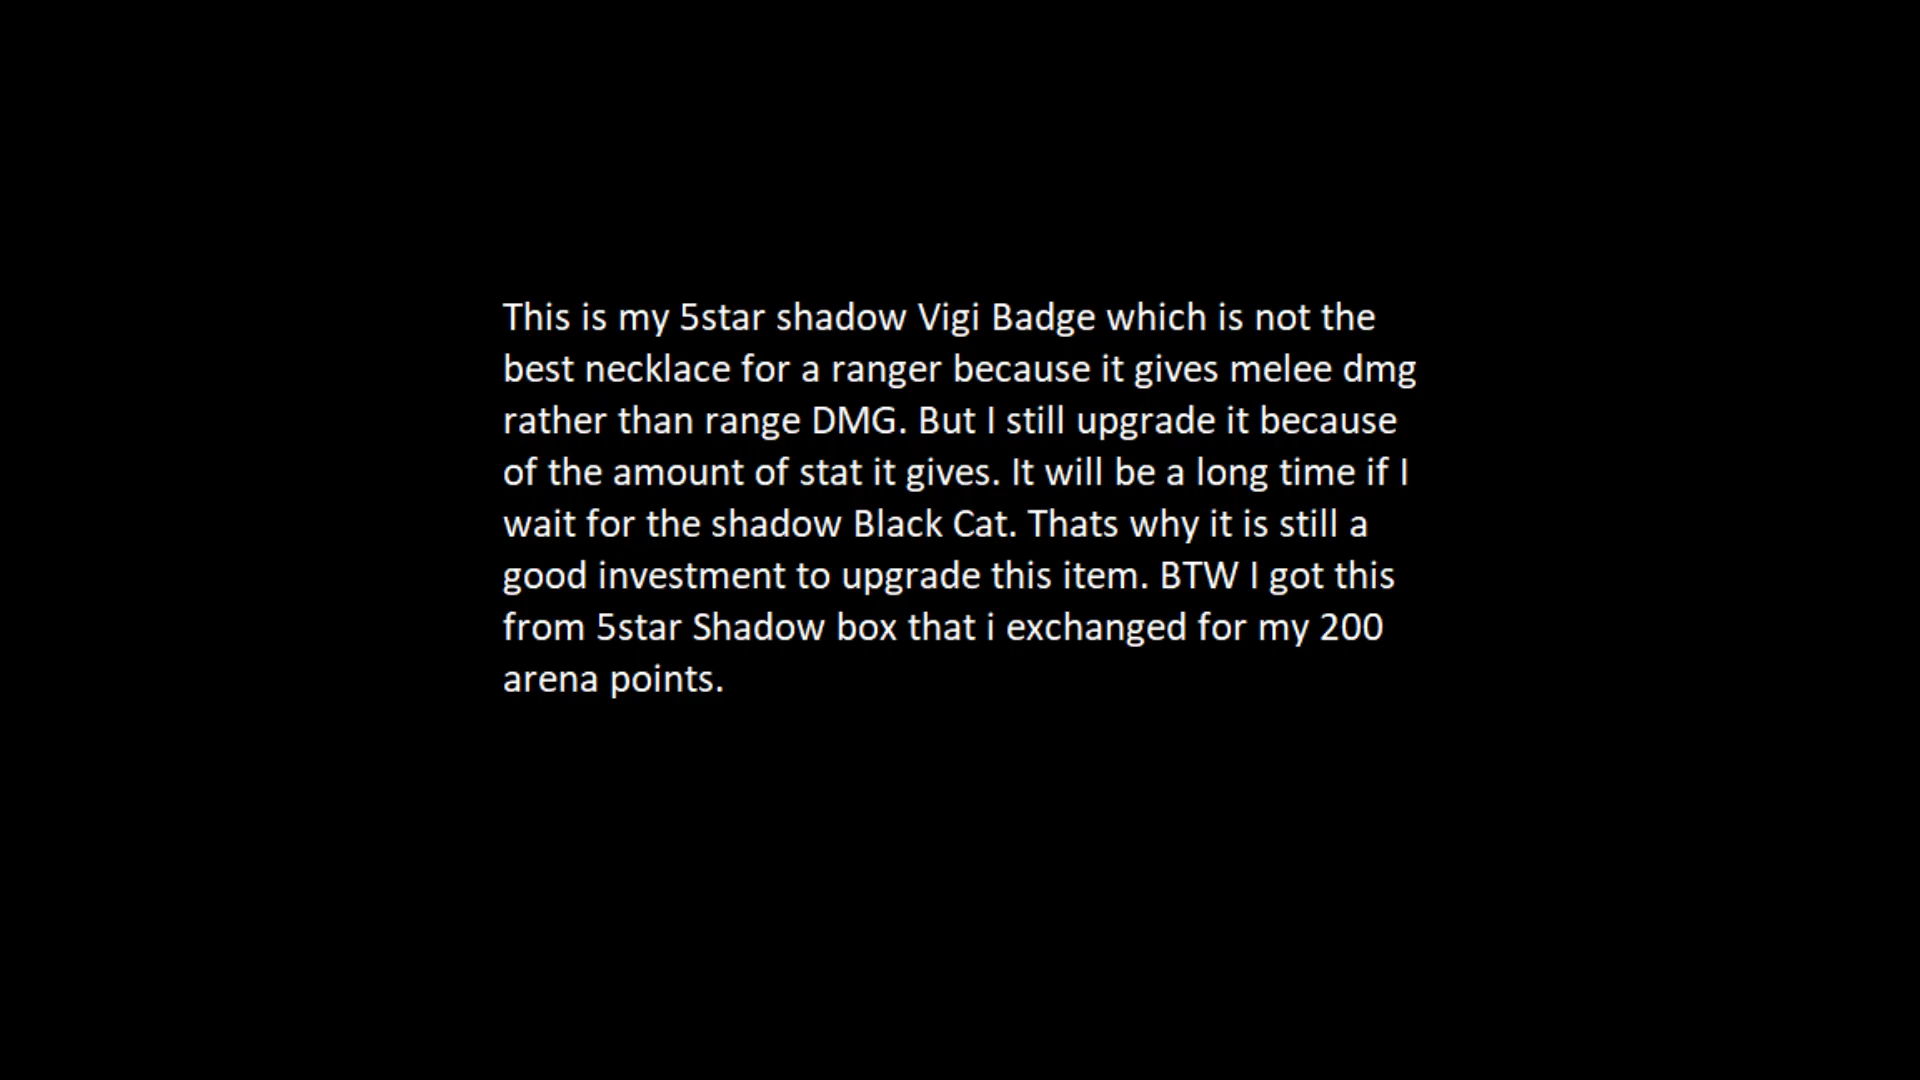 This is my 5star shadow Vigi Badge which is not the
best necklace for a ranger because it gives melee dmg
rather than range DMG. But I still upgrade it because
of the amount of stat it gives. It will be a long time if I
wait for the shadow Black Cat. Thats why it is still a
good investment to upgrade this item. BTW I got this
from 5star Shadow box that i exchanged for my 200
arena points.